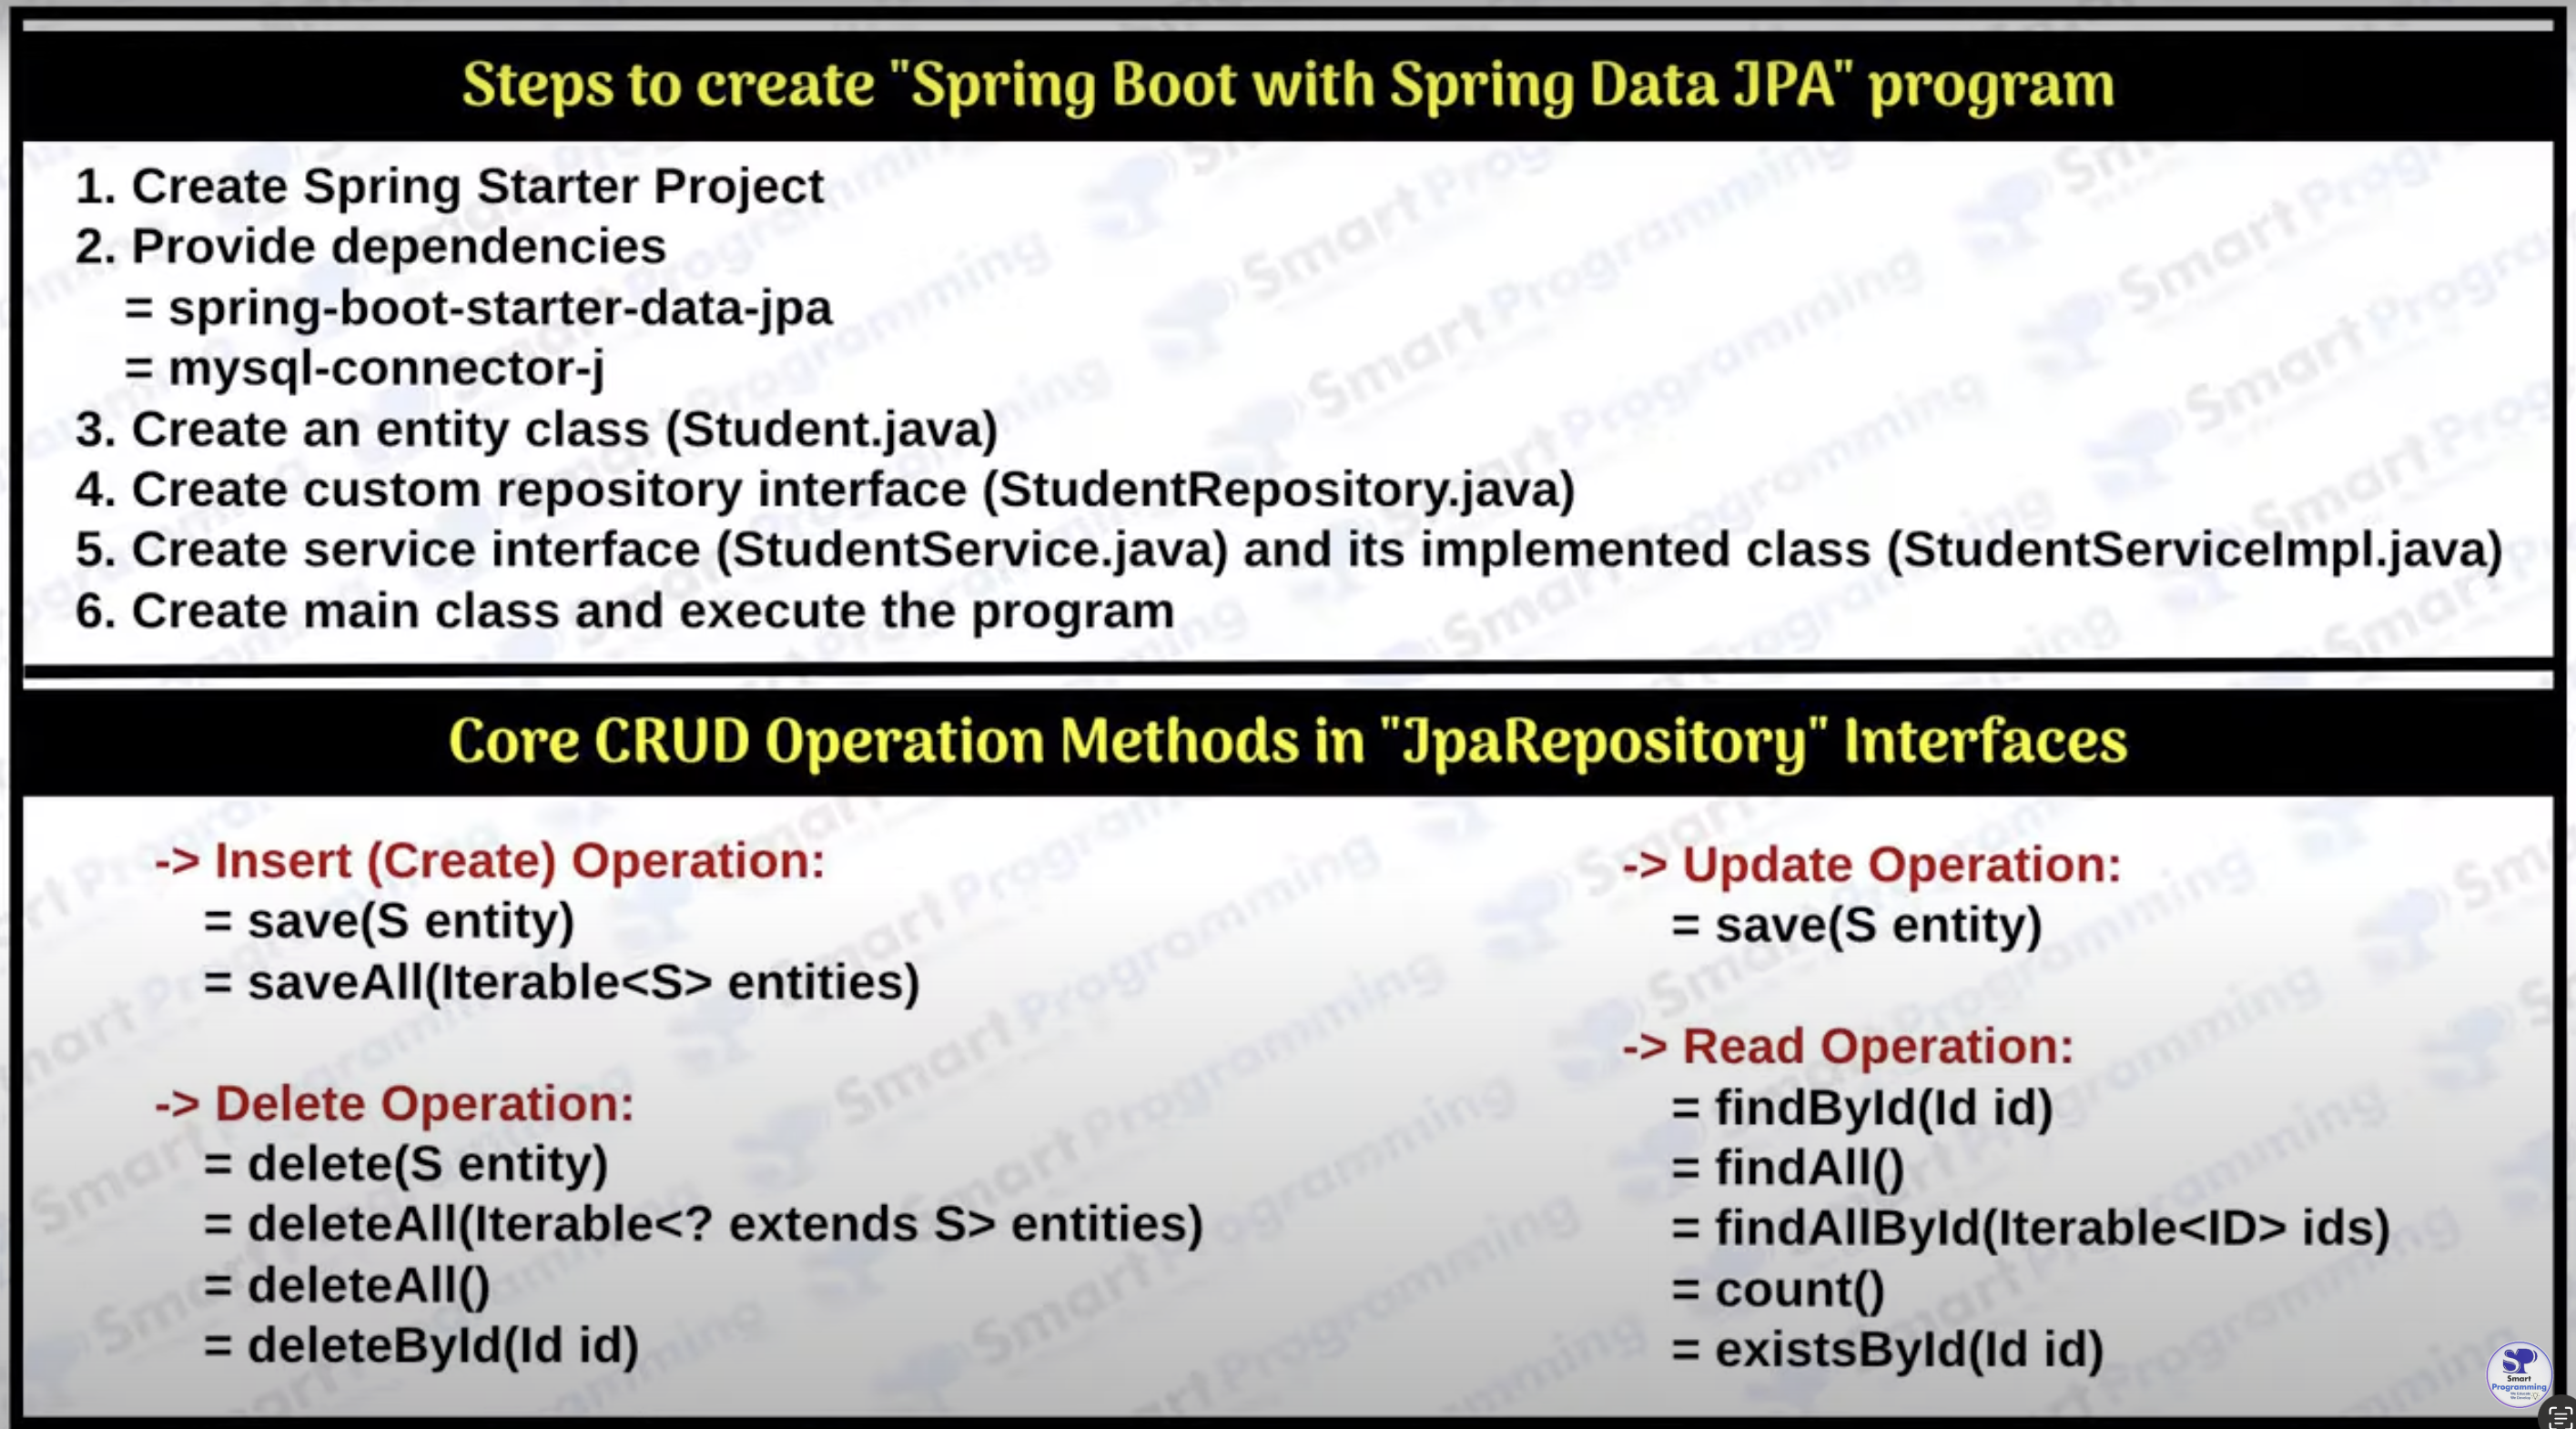 Steps to create "Spring Boot with Spring Data JPA" program
1. Create Spring Starter Project
2. Provide dependencies
= spring-boot-starter-data-jpa
= mysql-connector-j
3. Create an entity class (Student.java)
4. Create custom repository interface (StudentRepository.java)
5. Create service interface (StudentService.java) and its implemented class (StudentServiceImpl.java)
6. Create main class and execute the program
Core CRUD Operation Methods in "JpaRepository" Interfaces
-> Insert (Create) Operation:
= save(S entity)
= saveAll(Iterable<S> entities)
-> Delete Operation:
= delete(S entity)
= deleteAll(Iterable<? extends S> entities)
= deleteAll()
= deleteById(Id id)
-> Update Operation:
= save(S entity)
-> Read Operation:
= findById(Id id)
= findAll()
= findAllById(Iterable<ID> ids)
= count()
= existsById(Id id)
Smart
Programming